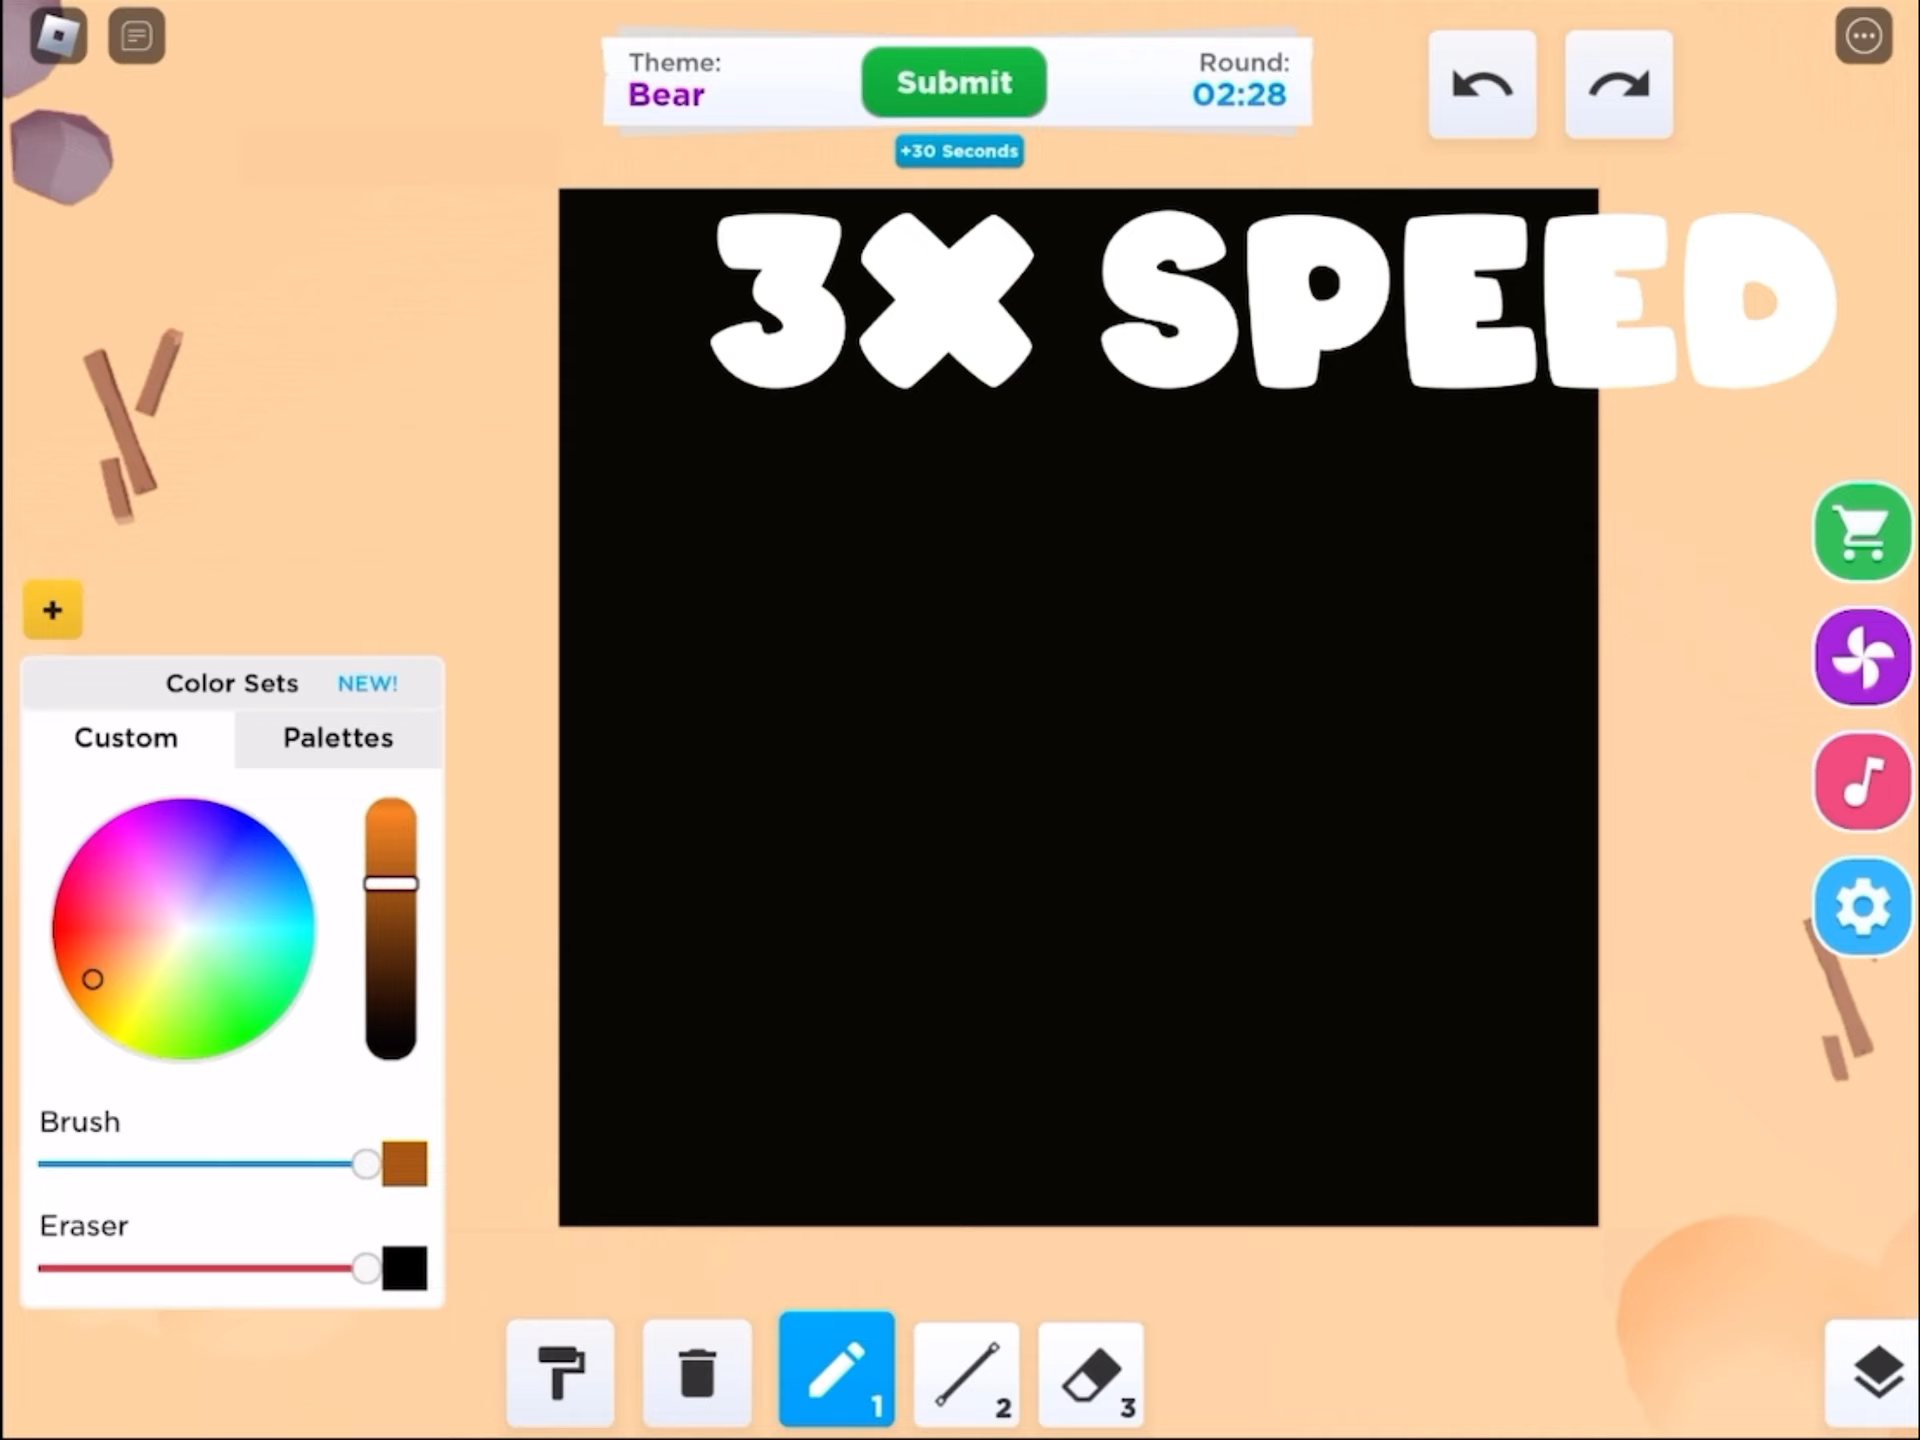 Theme:
Bear
Submit
Round:
02:28
+30 Seconds
3X SPEED
+
Color Sets NEW!
Custom Palettes
Brush
Eraser
1
2
3